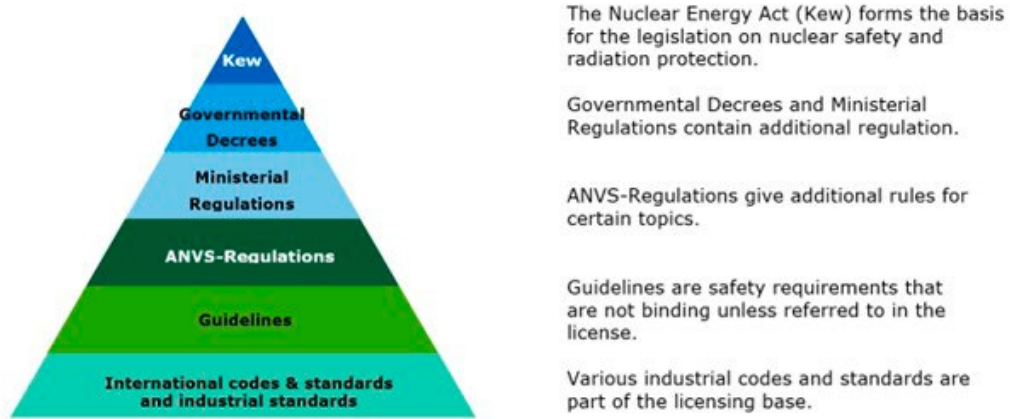 Kew
Governmental
Decrees
Ministerial
Regulations
ANVS-Regulations
Guidelines
International codes & standards
and industrial standards
The Nuclear Energy Act (Kew) forms the basis
for the legislation on nuclear safety and
radiation protection.
Governmental Decrees and Ministerial
Regulations contain additional regulation.
ANVS-Regulations give additional rules for
certain topics.
Guidelines are safety requirements that
are not binding unless referred to in the
license.
Various industrial codes and standards are
part of the licensing base.